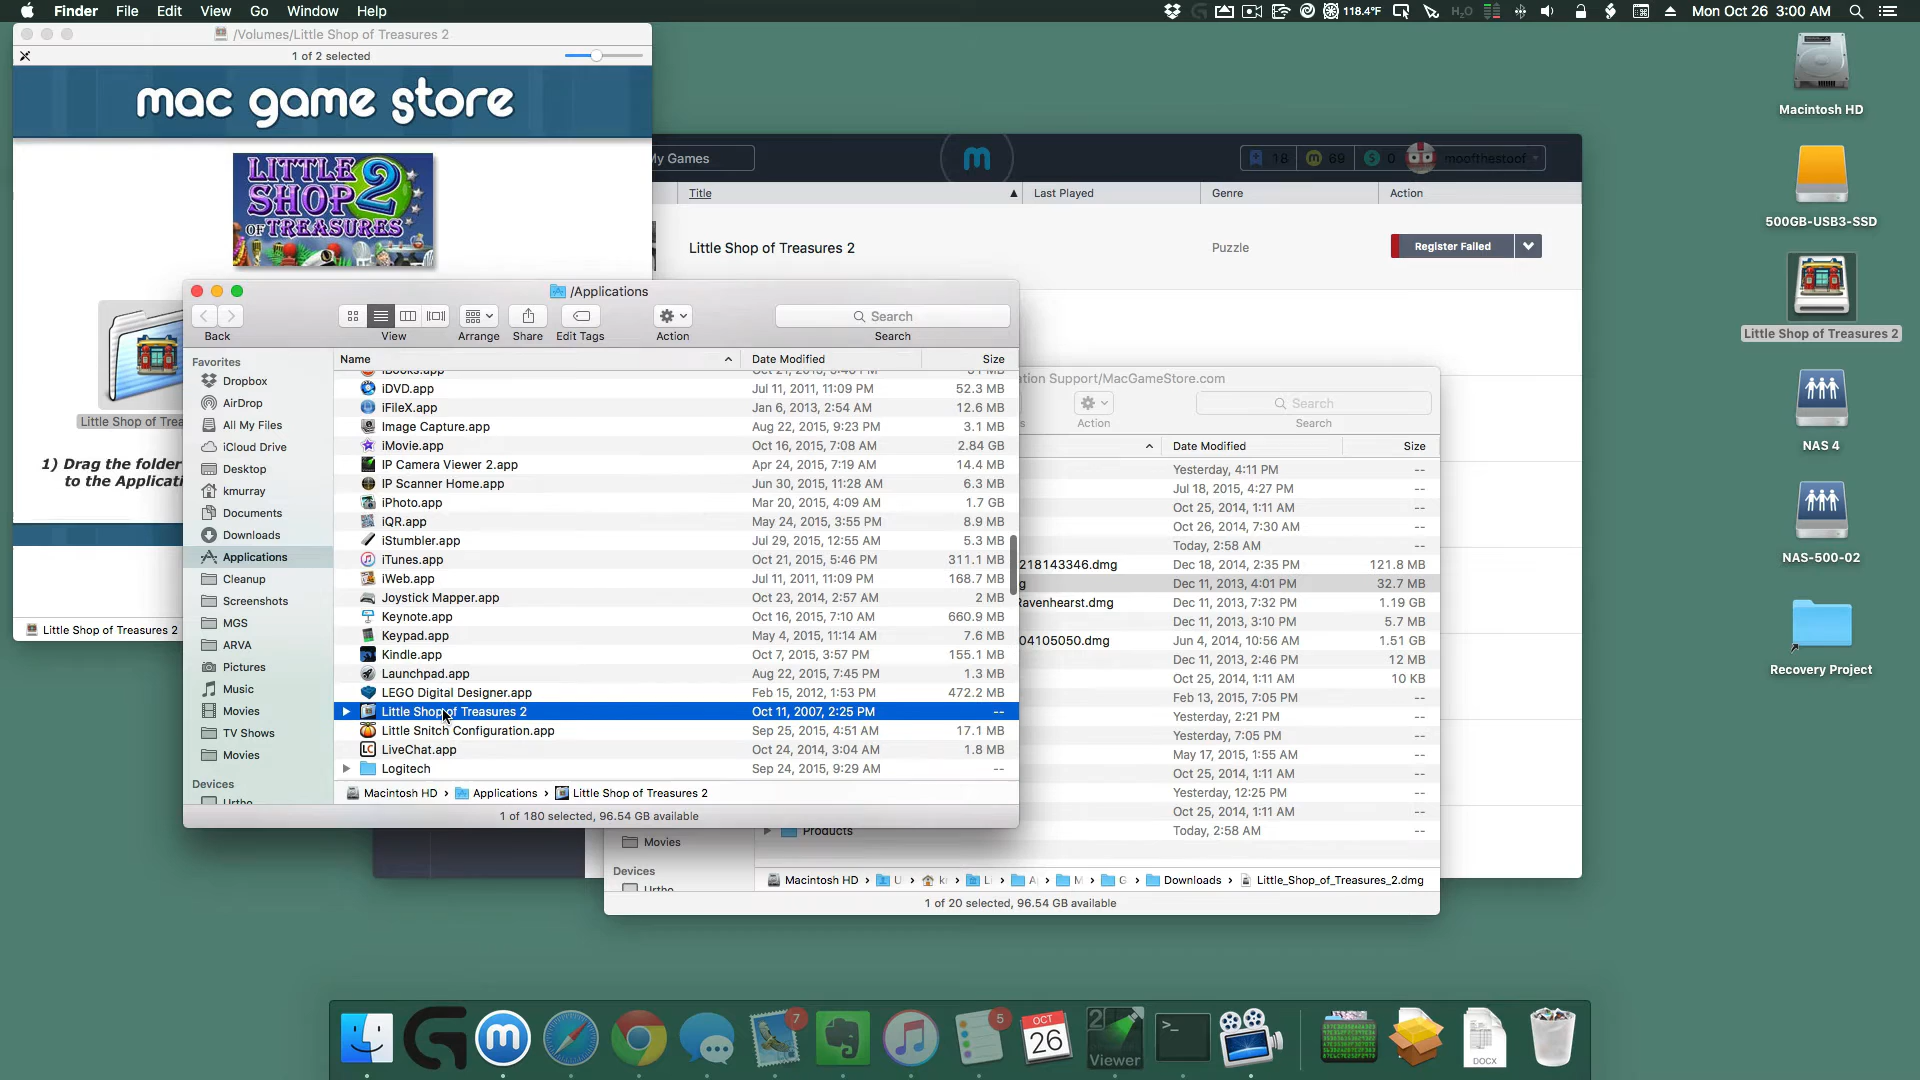 Finder File Edit View Go Window Help
118.4°F
H₂O
Mon Oct 26 3:00 AM
/Volumes/Little Shop of Treasures 2
1 of 2 selected
mac game store
LITTLE
SHOP 2
OF TREASURES
Little Shop of Trea...
1) Drag the folder
to the Applicati
Little Shop of Treasures 2
My Games
m
18
69
0
moofthestoof
Title
Last Played
Genre
Action
Little Shop of Treasures 2
Puzzle
Register Failed
/Applications
Back
View
Arrange
Share
Edit Tags
Action
Search
Search
Favorites
Dropbox
AirDrop
All My Files
iCloud Drive
Desktop
kmurray
Documents
Downloads
Applications
Cleanup
Screenshots
MGS
ARVA
Pictures
Music
Movies
TV Shows
Movies
Devices
Name Date Modified Size
iBooks.app
iDVD.app Jul 11, 2011, 11:09 PM 52.3 MB
iFileX.app Jan 6, 2013, 2:54 AM 12.6 MB
Image Capture.app Aug 22, 2015, 9:23 PM 3.1 MB
iMovie.app Oct 16, 2015, 7:08 AM 2.84 GB
IP Camera Viewer 2.app Apr 24, 2015, 7:19 AM 14.4 MB
IP Scanner Home.app Jun 30, 2015, 11:28 AM 6.3 MB
iPhoto.app Mar 20, 2015, 4:09 AM 1.7 GB
iQR.app May 24, 2015, 3:55 PM 8.9 MB
iStumbler.app Jul 29, 2015, 12:55 AM 5.3 MB
iTunes.app Oct 21, 2015, 5:46 PM 311.1 MB
iWeb.app Jul 11, 2011, 11:09 PM 168.7 MB
Joystick Mapper.app Oct 23, 2014, 2:57 AM 2 MB
Keynote.app Oct 16, 2015, 7:10 AM 660.9 MB
Keypad.app May 4, 2015, 11:14 AM 7.6 MB
Kindle.app Oct 7, 2015, 3:57 PM 155.1 MB
Launchpad.app Aug 22, 2015, 7:45 PM 1.3 MB
LEGO Digital Designer.app Feb 15, 2012, 1:53 PM 472.2 MB
Little Shop of Treasures 2 Oct 11, 2007, 2:25 PM --
Little Snitch Configuration.app Sep 25, 2015, 4:51 AM 17.1 MB
LiveChat.app Oct 24, 2014, 3:04 AM 1.8 MB
Logitech Sep 24, 2015, 9:29 AM --
Macintosh HD › Applications › Little Shop of Treasures 2
1 of 180 selected, 96.54 GB available
ation Support/MacGameStore.com
Action
Search
Search
Date Modified Size
Yesterday, 4:11 PM --
Jul 18, 2015, 4:27 PM --
Oct 25, 2014, 1:11 AM --
Oct 26, 2014, 7:30 AM --
Today, 2:58 AM --
218143346.dmg Dec 18, 2014, 2:35 PM 121.8 MB
g Dec 11, 2013, 4:01 PM 32.7 MB
Ravenhearst.dmg Dec 11, 2013, 7:32 PM 1.19 GB
Dec 11, 2013, 3:10 PM 5.7 MB
04105050.dmg Jun 4, 2014, 10:56 AM 1.51 GB
Dec 11, 2013, 2:46 PM 12 MB
Oct 25, 2014, 1:11 AM 10 KB
Feb 13, 2015, 7:05 PM --
Yesterday, 2:21 PM --
Yesterday, 7:05 PM --
May 17, 2015, 1:55 AM --
Oct 25, 2014, 1:11 AM --
Yesterday, 12:25 PM --
Oct 25, 2014, 1:11 AM --
Products Today, 2:58 AM --
Movies
Devices
Macintosh HD › U › kr › Li › A › M › G › Downloads › Little_Shop_of_Treasures_2.dmg
1 of 20 selected, 96.54 GB available
Macintosh HD
500GB-USB3-SSD
Little Shop of Treasures 2
NAS 4
NAS-500-02
Recovery Project
m
7
5
OCT
26
2
Viewer
>_
DOCX